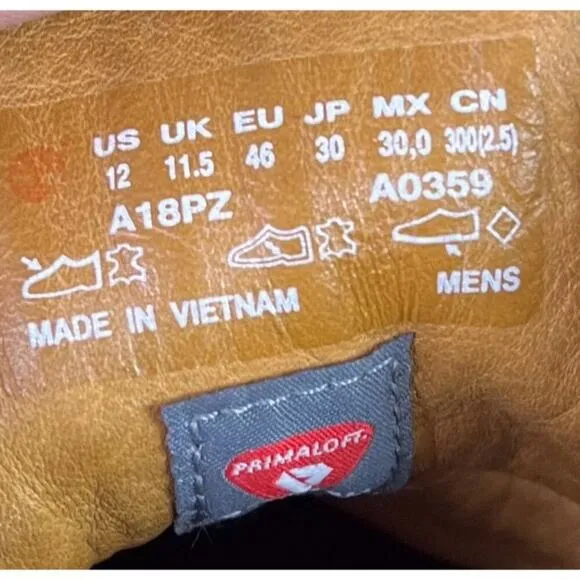 US UK EU JP MX CN
12 11.5 46 30 30,0 300(2.5)
A18PZ A0359
MADE IN VIETNAM MENS
PRIMALOFT